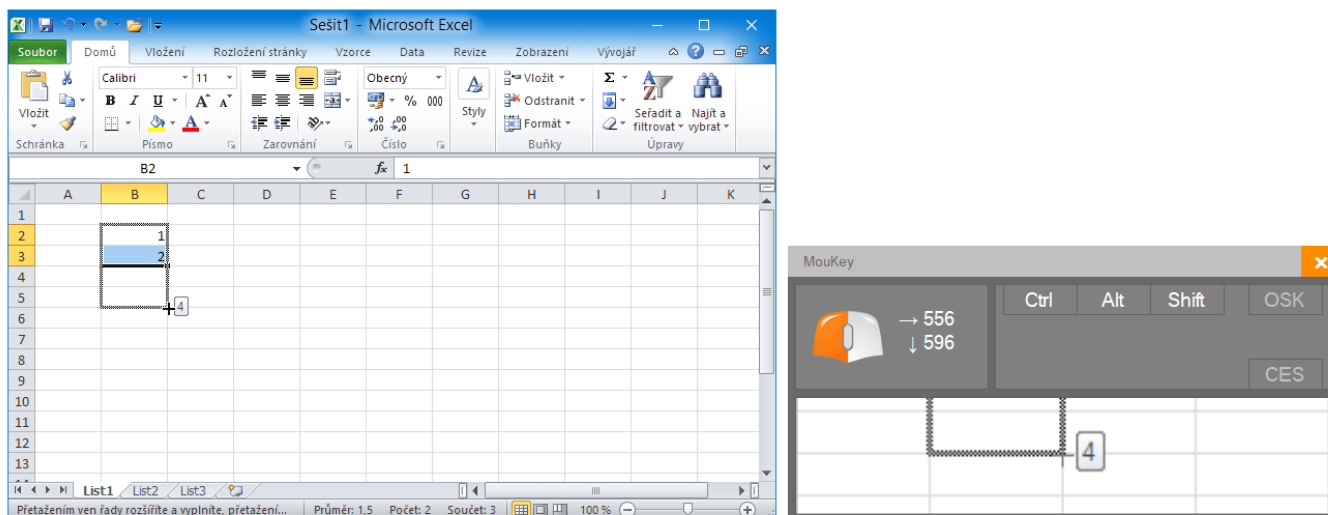 Sešit1 - Microsoft Excel
Soubor Domů Vložení Rozložení stránky Vzorce Data Revize Zobrazení Vývojář
Vložit
Schránka
Calibri 11
B I U A A
A
Písmo
Zarovnání
Obecný
% 000
,00 ,0
Číslo
Styly
Vložit
Odstranit
Formát
Buňky
Σ
Seřadit a filtrovat
Najít a vybrat
Úpravy
B2 fx 1
A B C D E F G H I J K
1
2 1
3 2
4
5
4
6
7
8
9
10
11
12
13
List1 List2 List3
Přetažením ven řady rozšíříte a vyplníte, přetažení... Průměr: 1,5 Počet: 2 Součet: 3 100 %
MouKey
→ 556
↓ 596
Ctrl Alt Shift OSK
CES
4